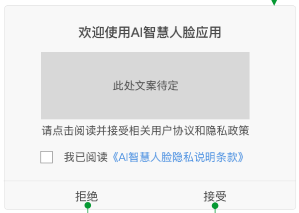 欢迎使用AI智慧人脸应用
此处文案待定
请点击阅读并接受相关用户协议和隐私政策
我已阅读《AI智慧人脸隐私说明条款》
拒绝 接受